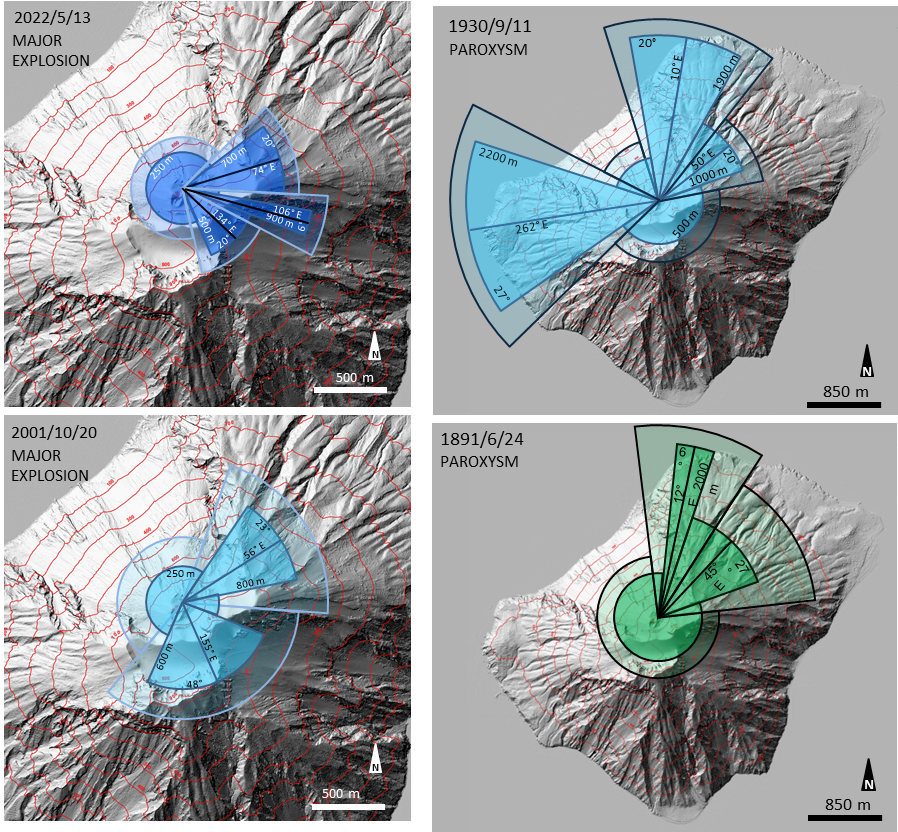 2022/5/13
MAJOR
EXPLOSION
250 m
700 m
20°
74° E
106° E
900 m
9
134° E
500 m
20°
N
500 m
1930/9/11
PAROXYSM
20°
10° E
1900 m
2200 m
262° E
27°
50° E
20
1000 m
500 m
N
850 m
2001/10/20
MAJOR
EXPLOSION
250 m
23°
56° E
800 m
155° E
600 m
48°
N
500 m
1891/6/24
PAROXYSM
6
°
12°
E
2000
m
45°
E
27
°
N
850 m